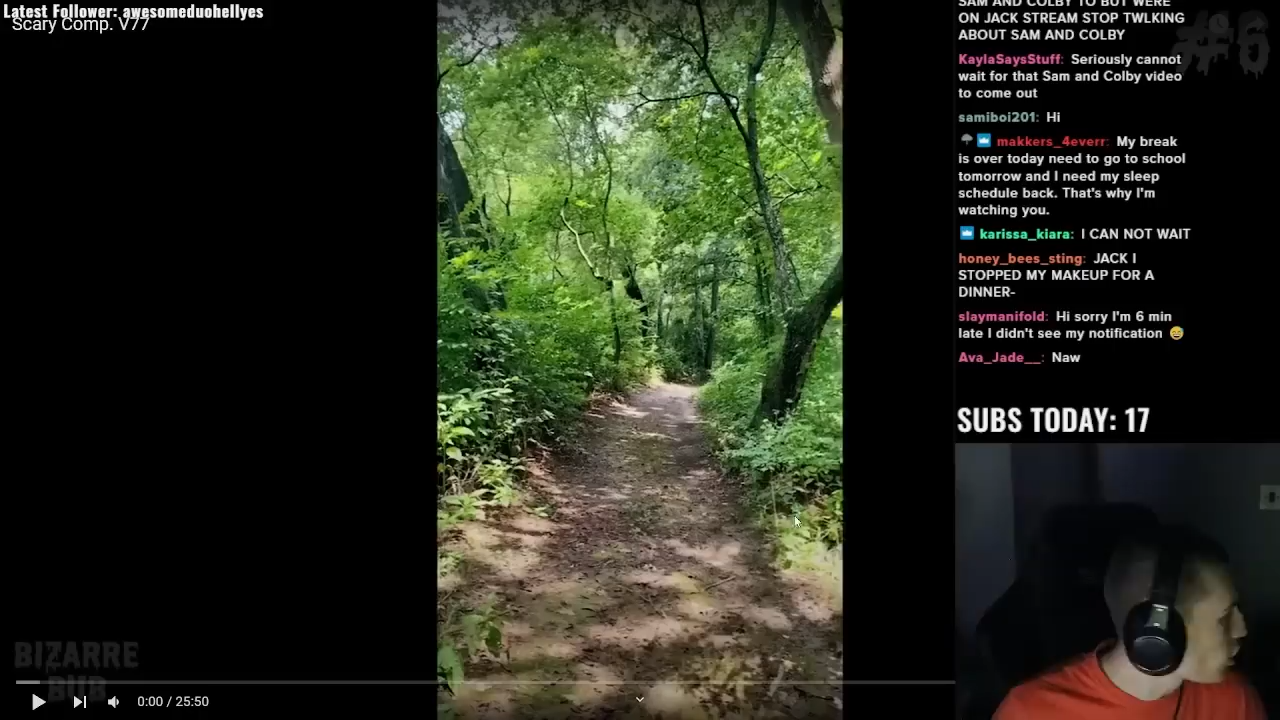 Latest Follower: awesomeduohellyes
Scary Comp. V77
#6
SAM AND COLBY TO BUT WERE
ON JACK STREAM STOP TWLKING
ABOUT SAM AND COLBY
KaylaSaysStuff: Seriously cannot
wait for that Sam and Colby video
to come out
samiboi201: Hi
makkers_4everr: My break
is over today need to go to school
tomorrow and I need my sleep
schedule back. That's why I'm
watching you.
karissa_kiara: I CAN NOT WAIT
honey_bees_sting: JACK I
STOPPED MY MAKEUP FOR A
DINNER-
slaymanifold: Hi sorry I'm 6 min
late I didn't see my notification 😅
Ava_Jade__: Naw
SUBS TODAY: 17
BIZARRE
BUB
0:00 / 25:50